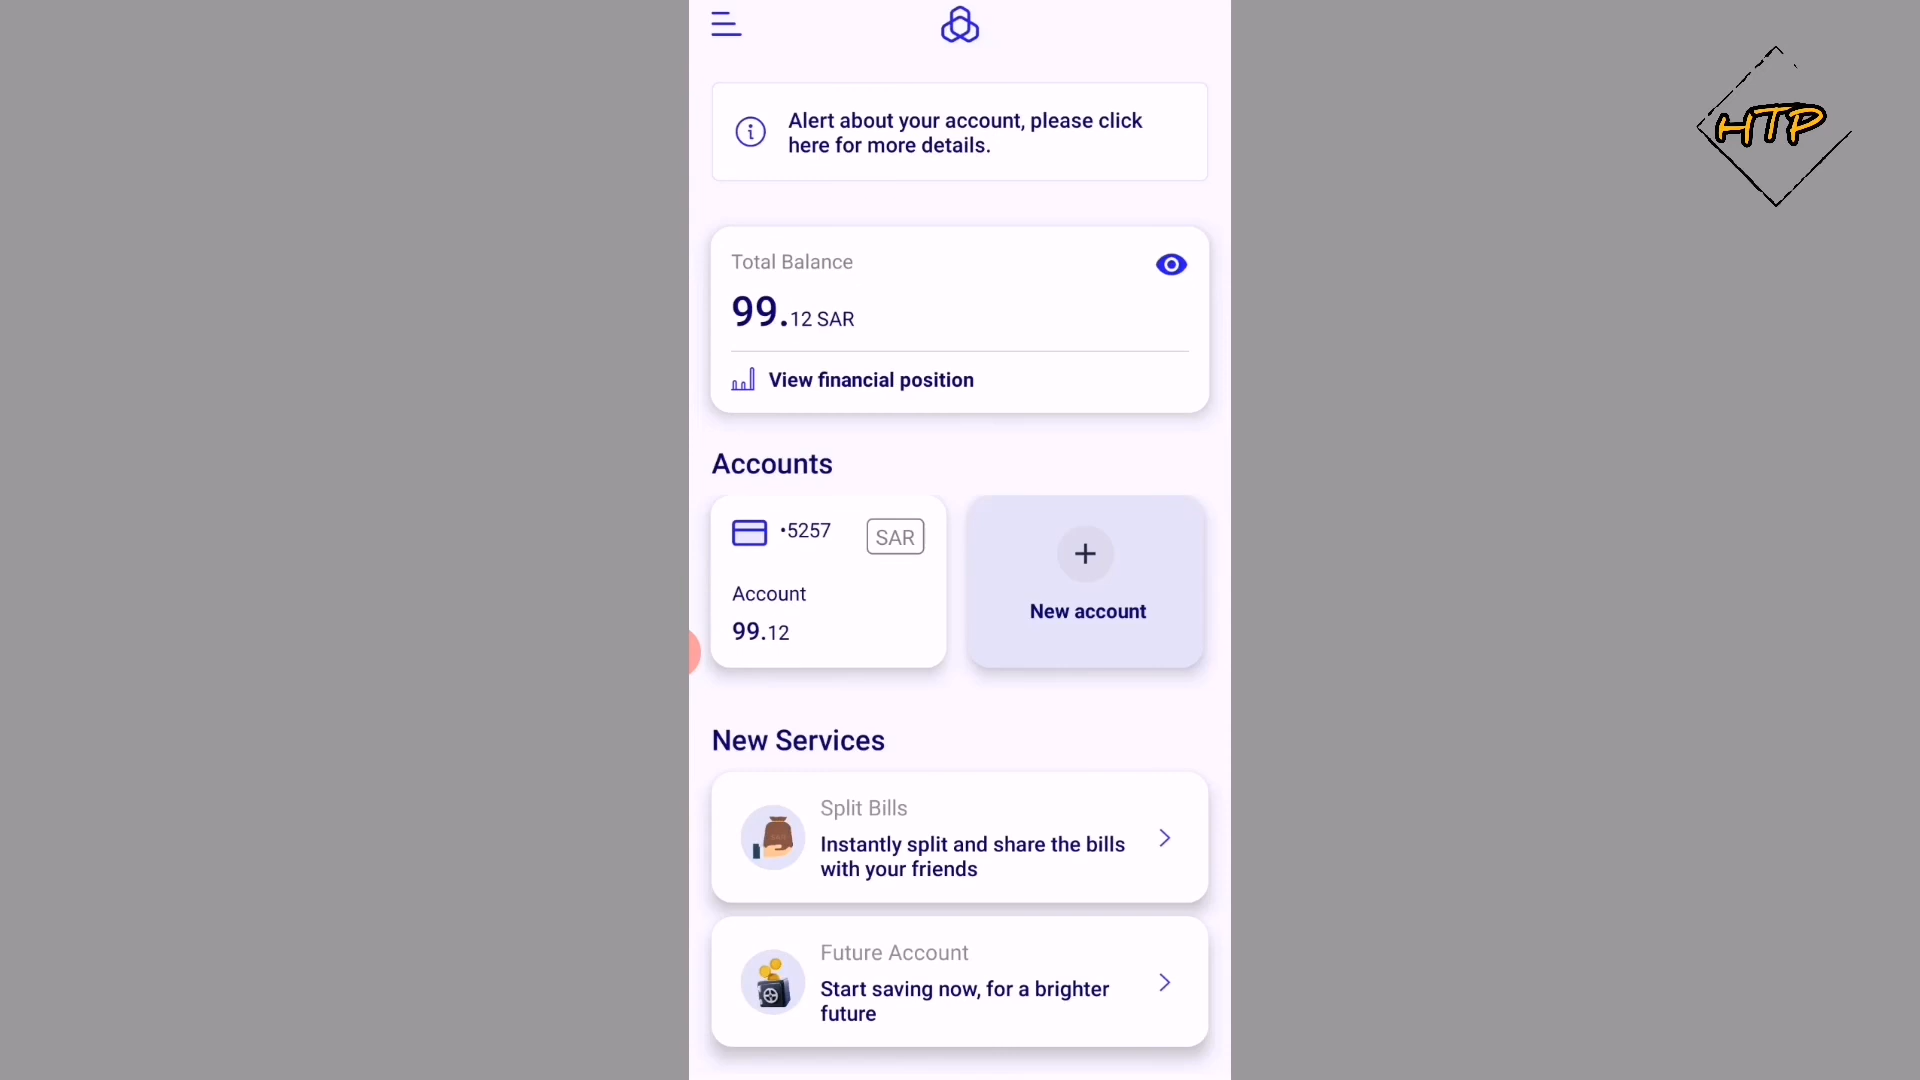 HTP
Alert about your account, please click
here for more details.
Total Balance
99.12 SAR
View financial position
Accounts
•5257 SAR
Account
99.12
New account
New Services
Split Bills
Instantly split and share the bills
with your friends
Future Account
Start saving now, for a brighter
future